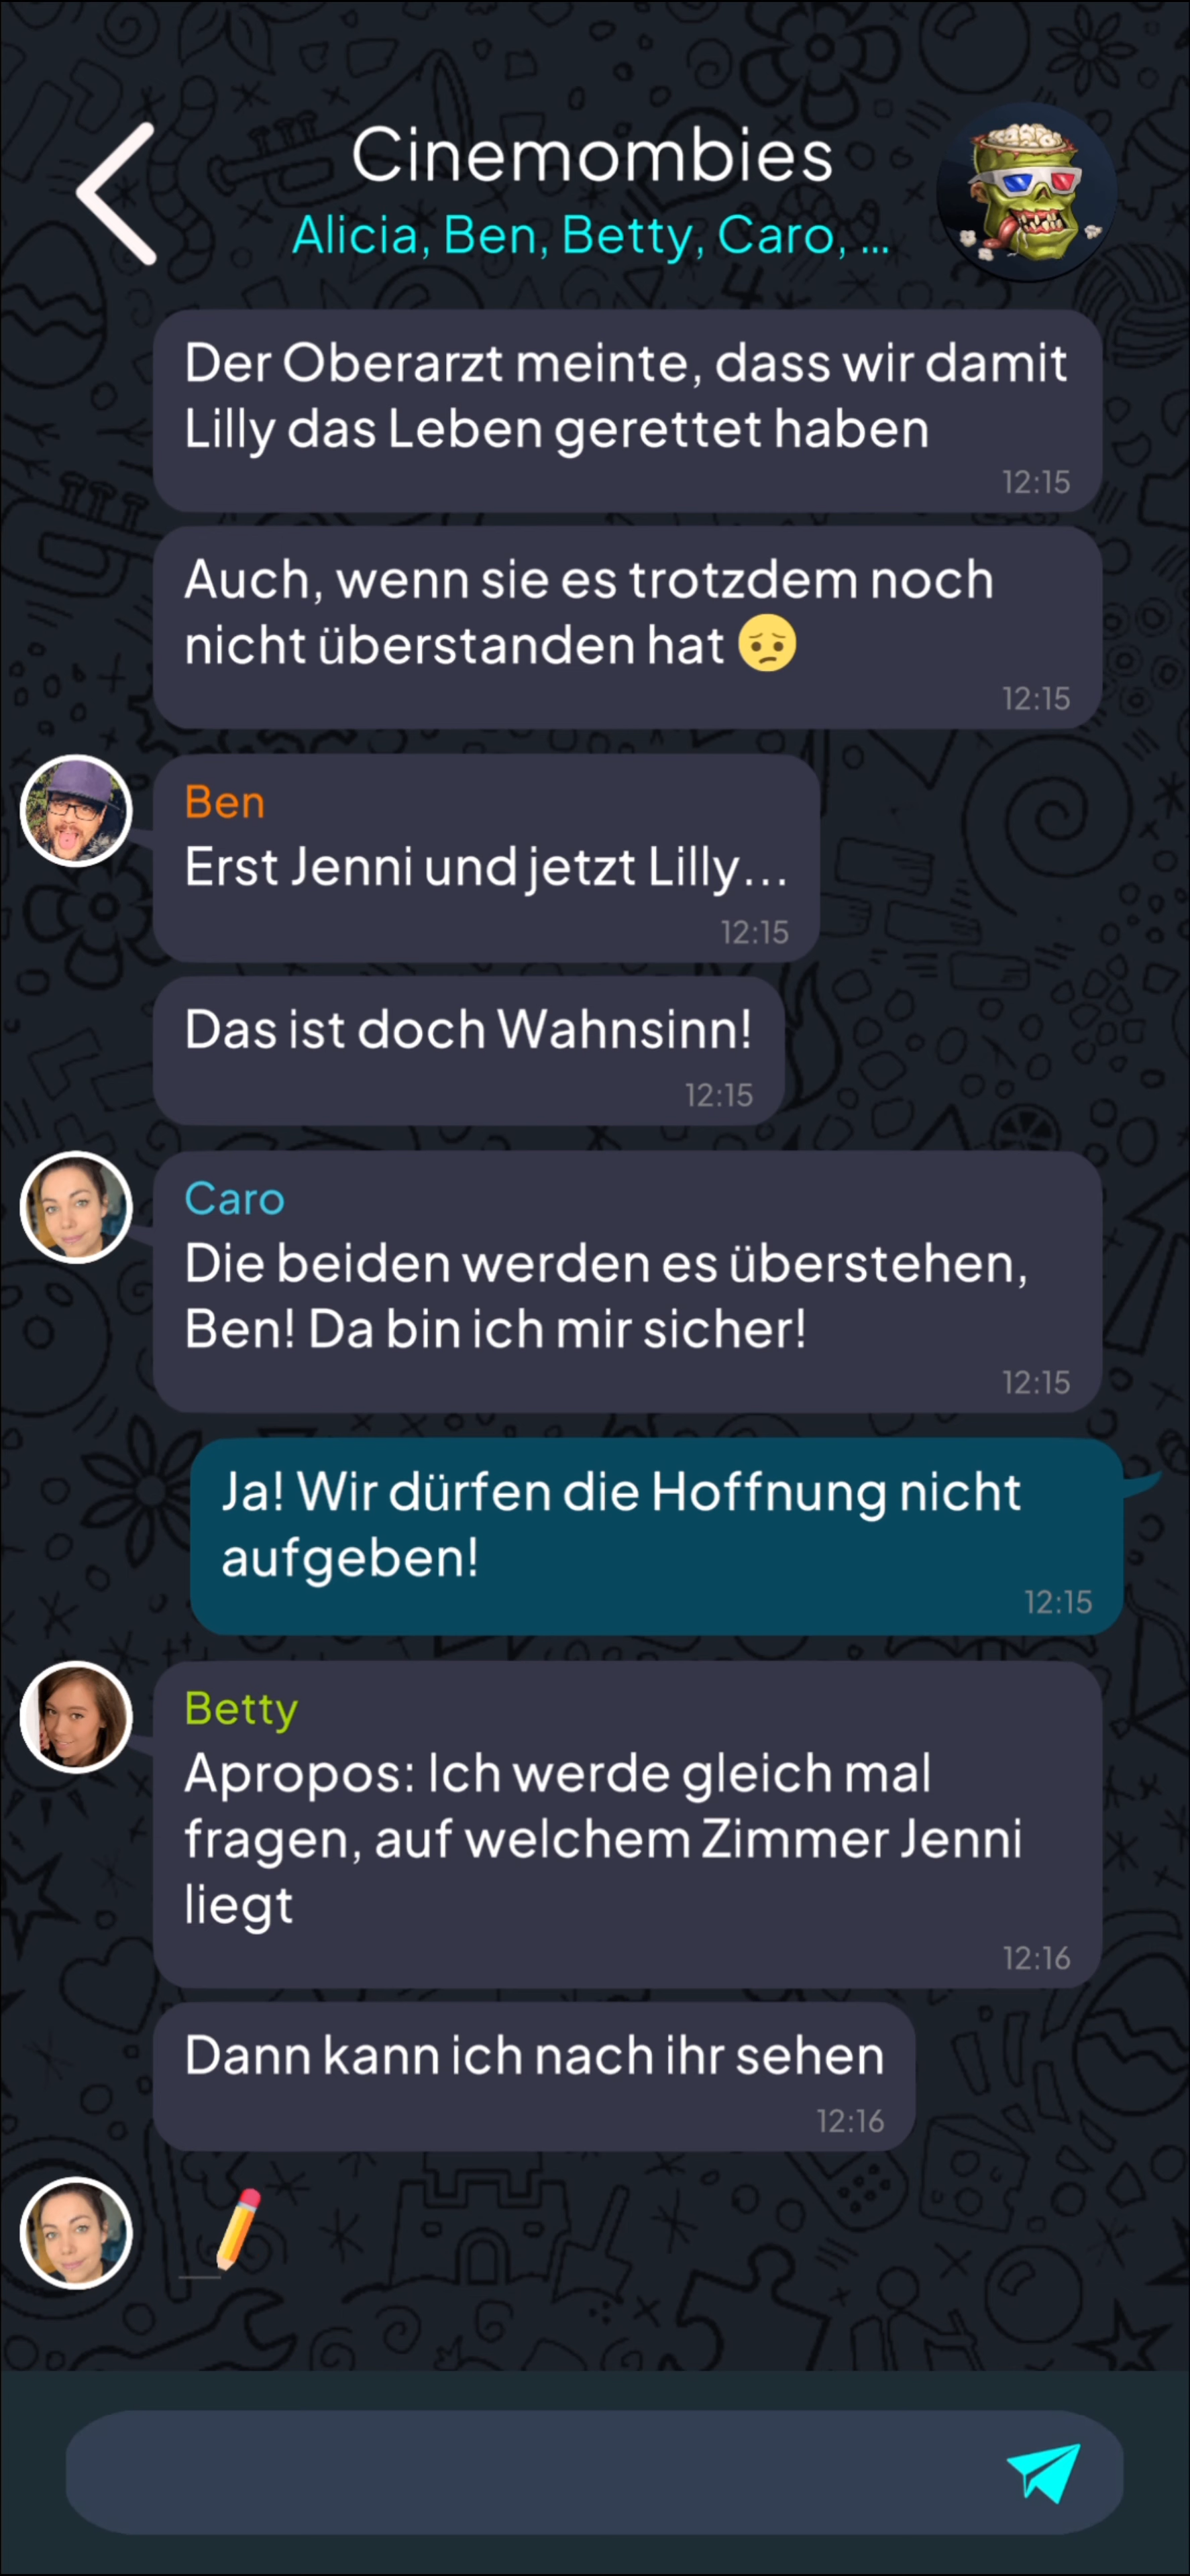 Cinemombies
Alicia, Ben, Betty, Caro, ...
Der Oberarzt meinte, dass wir damit
Lilly das Leben gerettet haben
12:15
Auch, wenn sie es trotzdem noch
nicht überstanden hat 😟
12:15
Ben
Erst Jenni und jetzt Lilly...
12:15
Das ist doch Wahnsinn!
12:15
Caro
Die beiden werden es überstehen,
Ben! Da bin ich mir sicher!
12:15
Ja! Wir dürfen die Hoffnung nicht
aufgeben!
12:15
Betty
Apropos: Ich werde gleich mal
fragen, auf welchem Zimmer Jenni
liegt
12:16
Dann kann ich nach ihr sehen
12:16